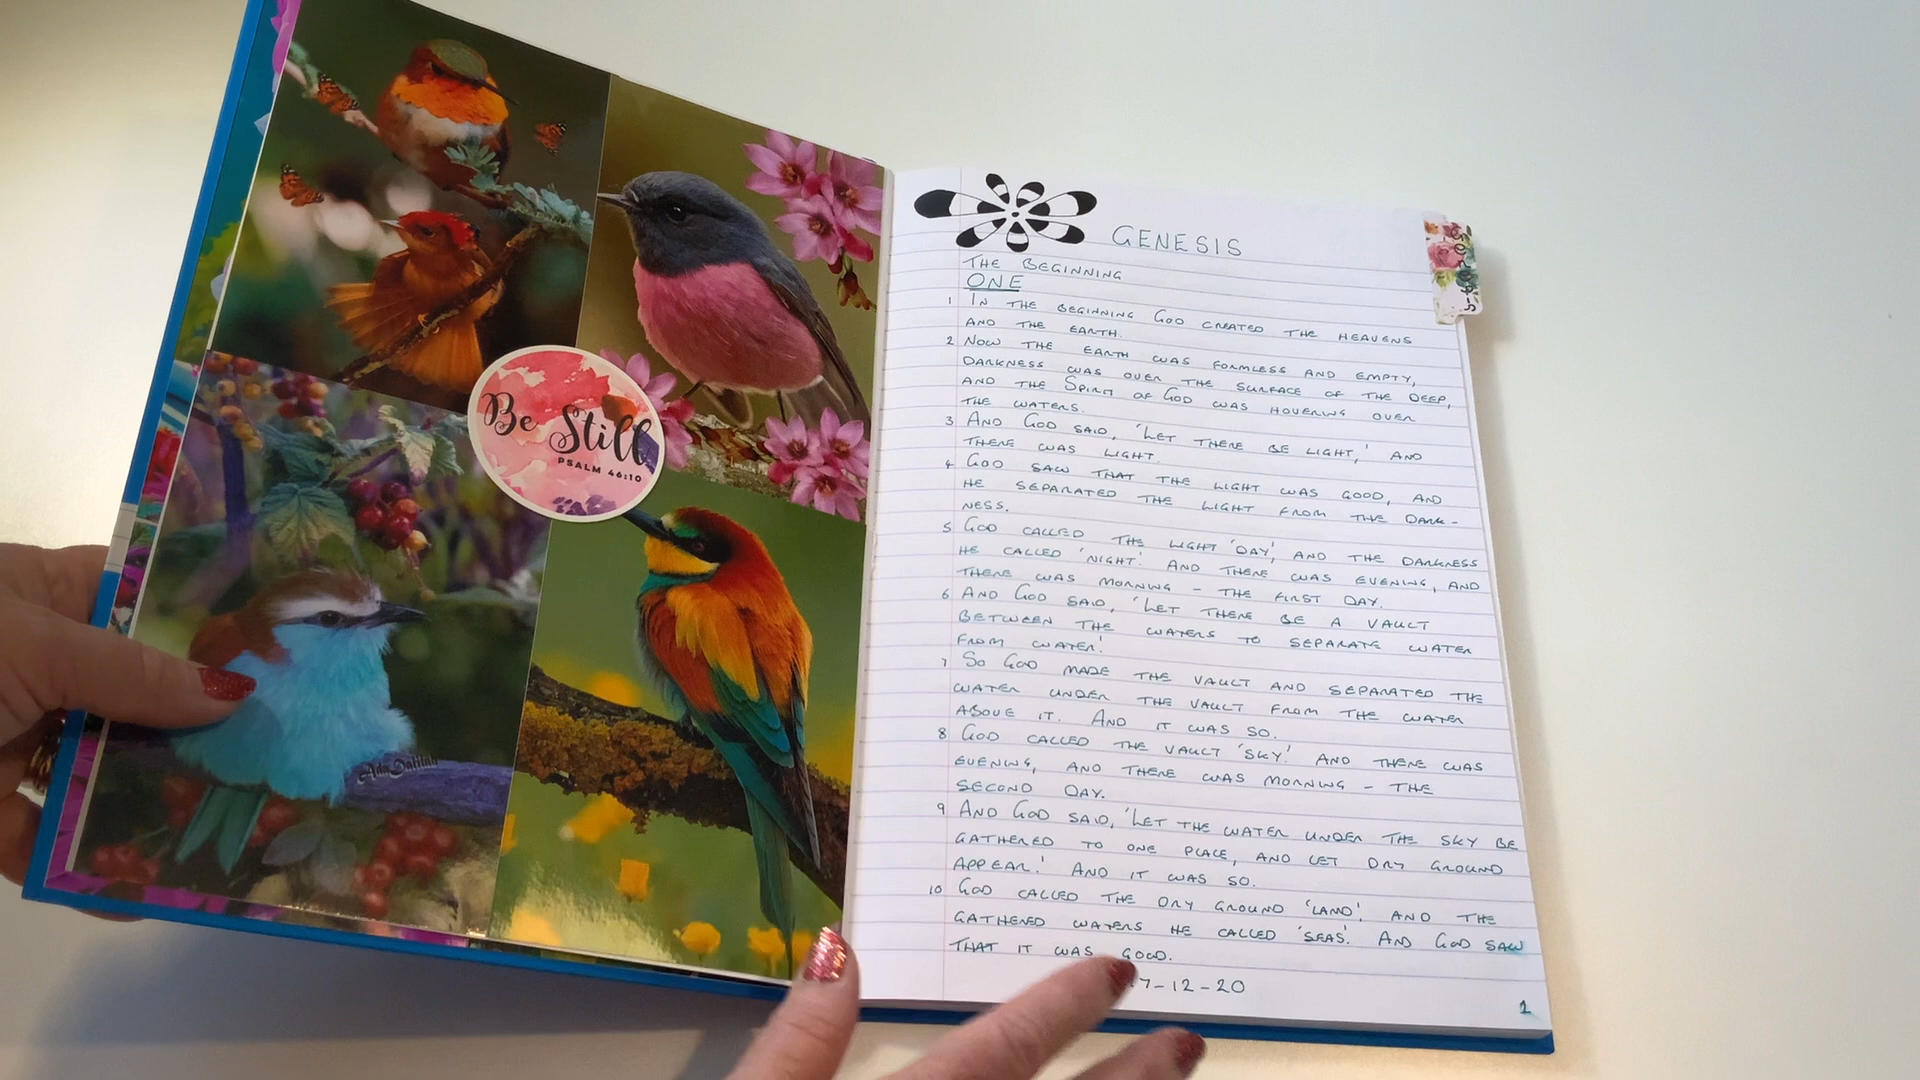 Be Still
PSALM 46:10
AdaDalilah
GENESIS
THE BEGINNING
ONE
1 IN THE BEGINNING GOD CREATED THE HEAVENS
AND THE EARTH.
2 NOW THE EARTH WAS FORMLESS AND EMPTY,
DARKNESS WAS OVER THE SURFACE OF THE DEEP,
AND THE SPIRIT OF GOD WAS HOVERING OVER
THE WATERS.
3 AND GOD SAID, 'LET THERE BE LIGHT,' AND
THERE WAS LIGHT.
4 GOD SAW THAT THE LIGHT WAS GOOD, AND
HE SEPARATED THE LIGHT FROM THE DARK-
NESS.
5 GOD CALLED THE LIGHT 'DAY', AND THE DARKNESS
HE CALLED 'NIGHT'. AND THERE WAS EVENING, AND
THERE WAS MORNING - THE FIRST DAY.
6 AND GOD SAID, 'LET THERE BE A VAULT
BETWEEN THE WATERS TO SEPARATE WATER
FROM WATER.'
7 SO GOD MADE THE VAULT AND SEPARATED THE
WATER UNDER THE VAULT FROM THE WATER
ABOVE IT. AND IT WAS SO.
8 GOD CALLED THE VAULT 'SKY'. AND THERE WAS
EVENING, AND THERE WAS MORNING - THE
SECOND DAY.
9 AND GOD SAID, 'LET THE WATER UNDER THE SKY BE
GATHERED TO ONE PLACE, AND LET DRY GROUND
APPEAR.' AND IT WAS SO.
10 GOD CALLED THE DRY GROUND 'LAND', AND THE
GATHERED WATERS HE CALLED 'SEAS'. AND GOD SAW
THAT IT WAS GOOD.
7-12-20
1